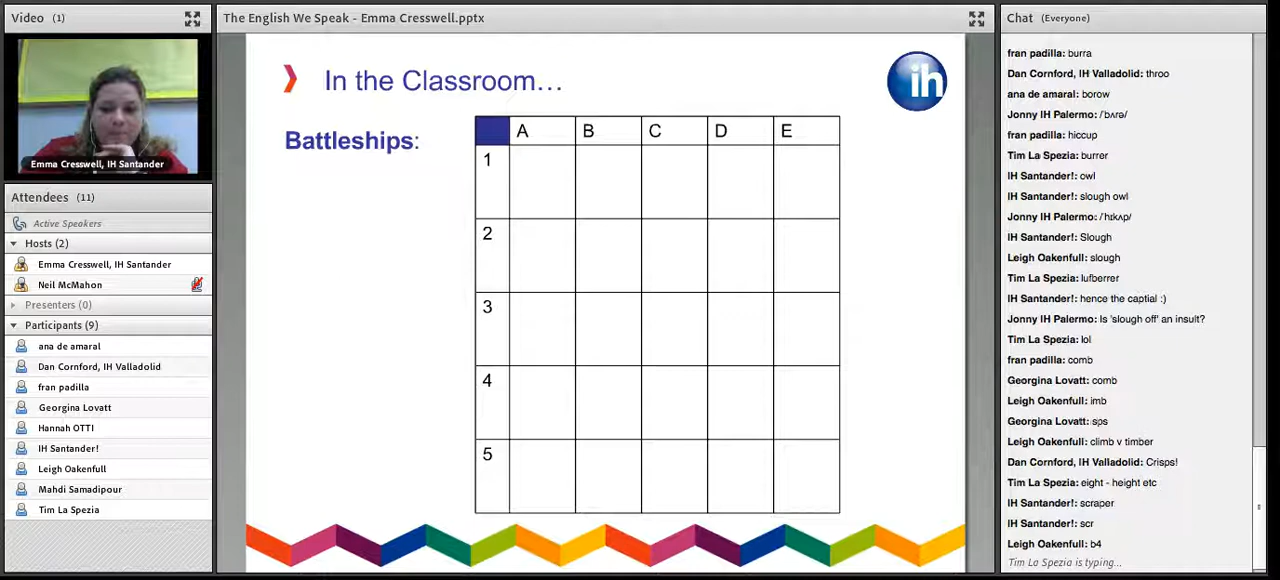 Video (1)
Emma Cresswell, IH Santander
Attendees (11)
Active Speakers
Hosts (2)
Emma Cresswell, IH Santander
Neil McMahon
Presenters (0)
Participants (9)
ana de amaral
Dan Cornford, IH Valladolid
fran padilla
Georgina Lovatt
Hannah OTTI
IH Santander!
Leigh Oakenfull
Mahdi Samadipour
Tim La Spezia
The English We Speak - Emma Cresswell.pptx
In the Classroom…
ih
Battleships:
A B C D E
1
2
3
4
5
Chat (Everyone)
fran padilla: burra
Dan Cornford, IH Valladolid: throo
ana de amaral: borow
Jonny IH Palermo: /'bʌrə/
fran padilla: hiccup
Tim La Spezia: burrer
IH Santander!: owl
IH Santander!: slough owl
Jonny IH Palermo: /'hɪkʌp/
IH Santander!: Slough
Leigh Oakenfull: slough
Tim La Spezia: lufberrer
IH Santander!: hence the captial :)
Jonny IH Palermo: Is 'slough off' an insult?
Tim La Spezia: lol
fran padilla: comb
Georgina Lovatt: comb
Leigh Oakenfull: imb
Georgina Lovatt: sps
Leigh Oakenfull: climb v timber
Dan Cornford, IH Valladolid: Crisps!
Tim La Spezia: eight - height etc
IH Santander!: scraper
IH Santander!: scr
Leigh Oakenfull: b4
Tim La Spezia is typing...